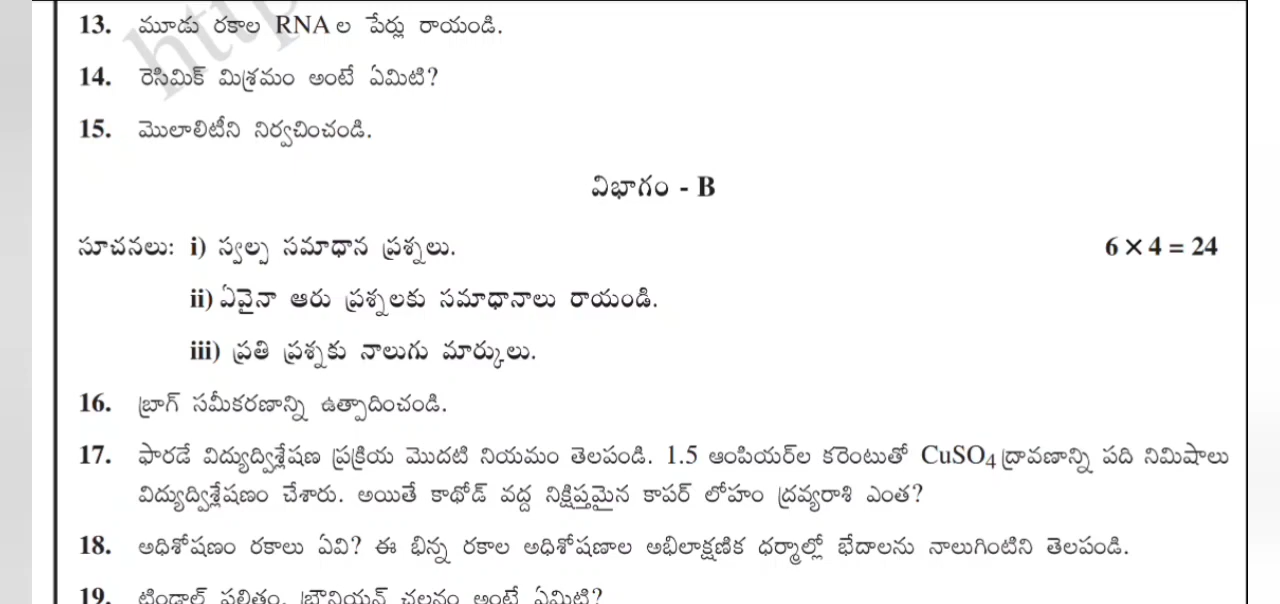 13. మూడు రకాల RNA ల పేర్లు రాయండి.
14. రెసిమిక్ మిశ్రమం అంటే ఏమిటి?
15. మొలాలిటీని నిర్వచించండి.
విభాగం - B
సూచనలు: i) స్వల్ప సమాధాన ప్రశ్నలు. 6 × 4 = 24
ii) ఏవైనా ఆరు ప్రశ్నలకు సమాధానాలు రాయండి.
iii) ప్రతి ప్రశ్నకు నాలుగు మార్కులు.
16. బ్రాగ్ సమీకరణాన్ని ఉత్పాదించండి.
17. ఫారడే విద్యుద్విశ్లేషణ ప్రక్రియ మొదటి నియమం తెలపండి. 1.5 ఆంపియర్‌ల కరెంటుతో CuSO4 ద్రావణాన్ని పది నిమిషాలు
విద్యుద్విశ్లేషణం చేశారు. అయితే కాథోడ్ వద్ద నిక్షిప్తమైన కాపర్ లోహం ద్రవ్యరాశి ఎంత?
18. అధిశోషణం రకాలు ఏవి? ఈ భిన్న రకాల అధిశోషణాల అభిలాక్షణిక ధర్మాల్లో భేదాలను నాలుగింటిని తెలపండి.
19. టిండాల్ ఫలితం, బ్రౌనియన్ చలనం అంటే ఏమిటి?
http